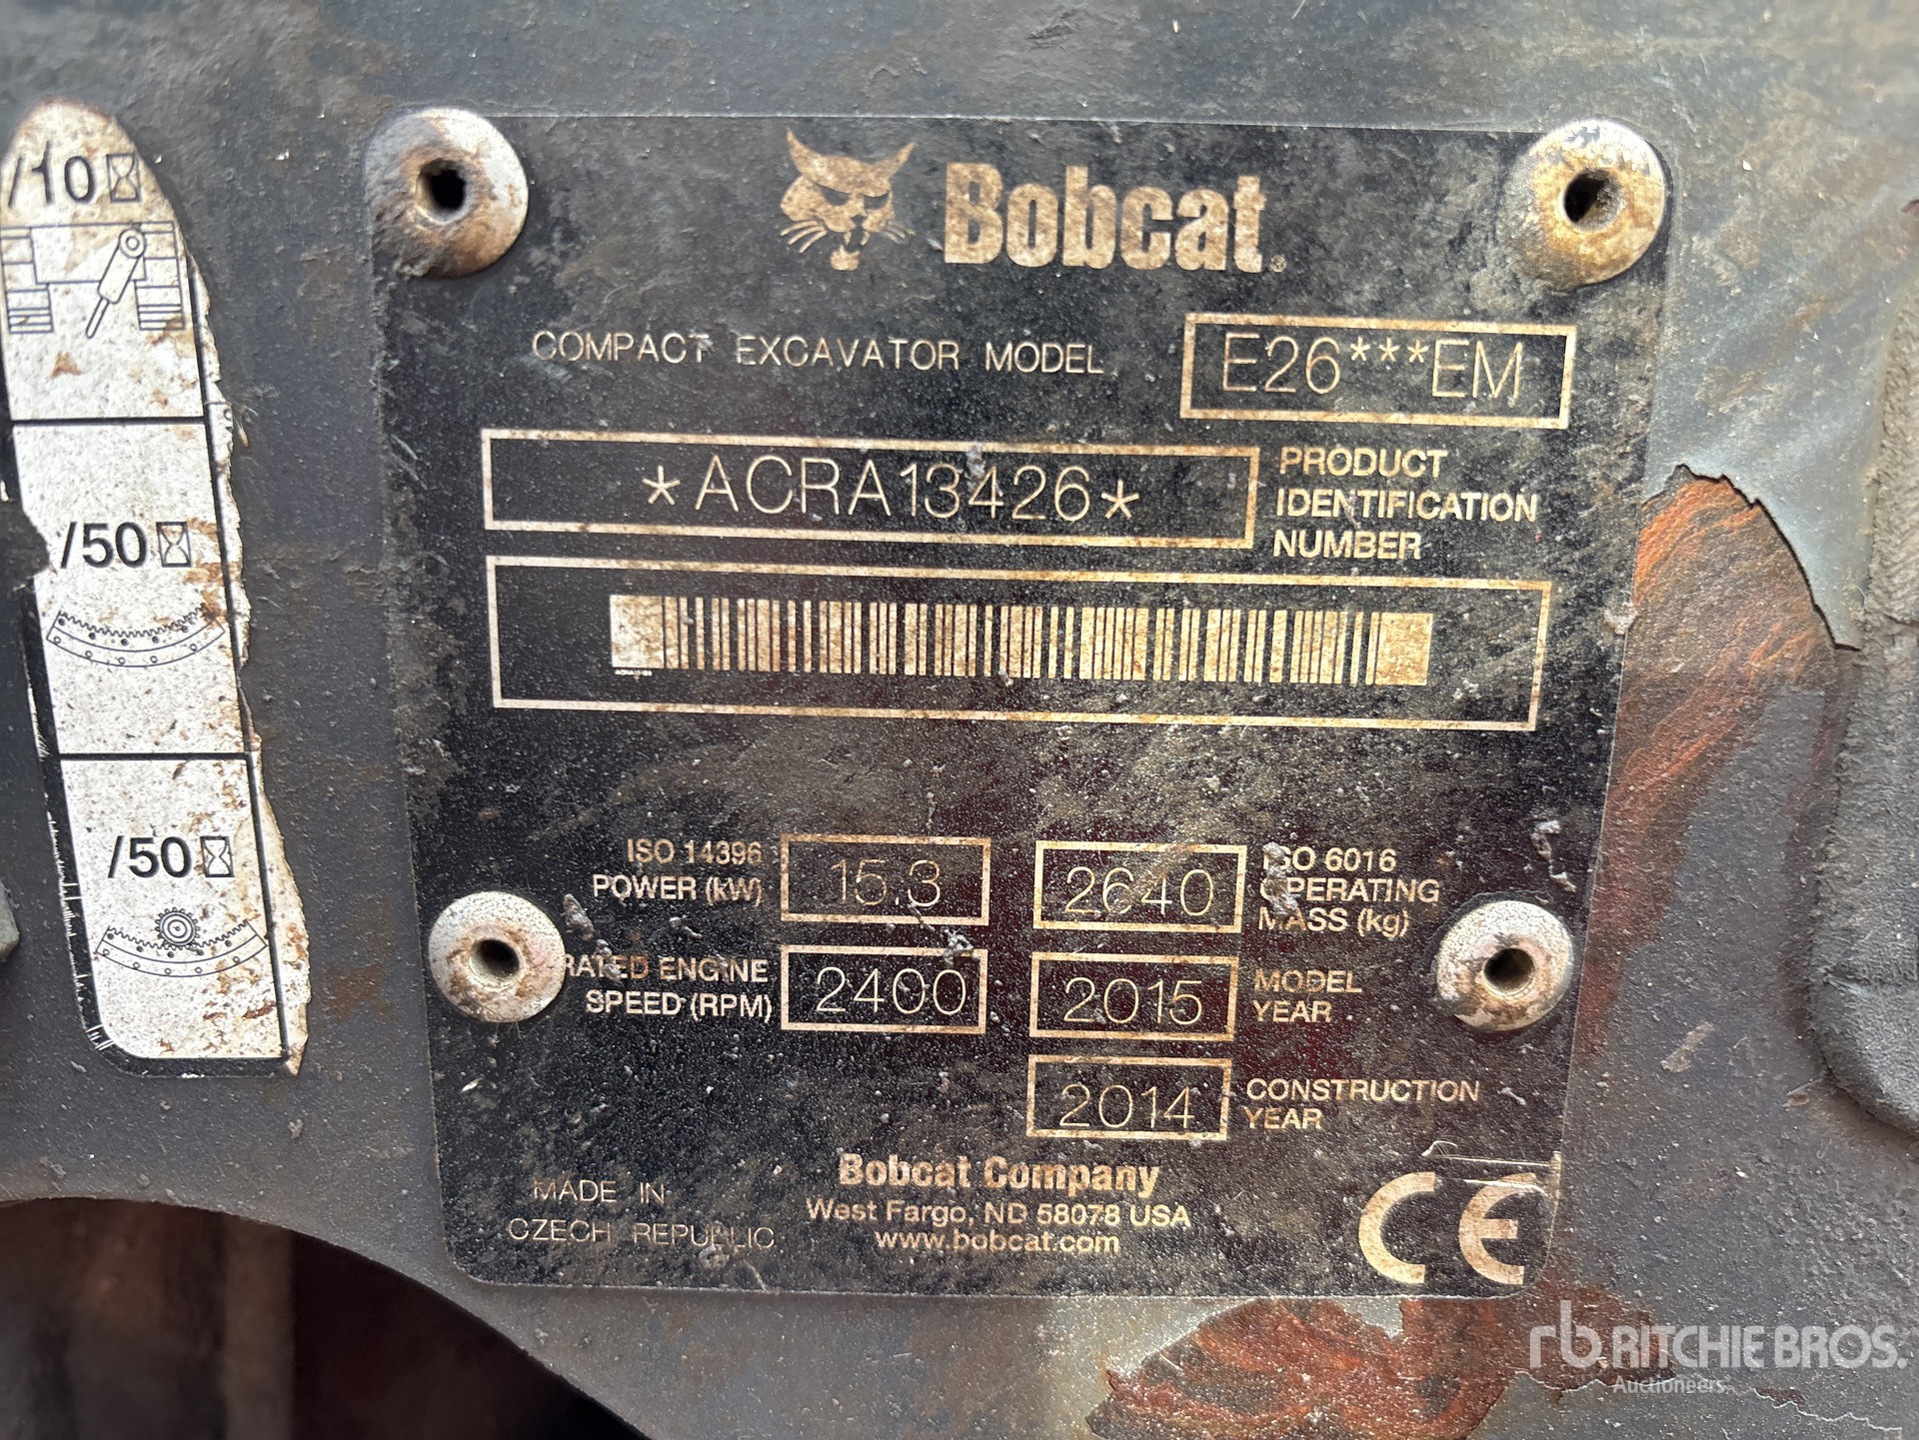 /10
/50
/50
Bobcat®
COMPACT EXCAVATOR MODEL E26***EM
*ACRA13426*
PRODUCT
IDENTIFICATION
NUMBER
ISO 14396
POWER (kW) 15.3
2640 ISO 6016
OPERATING
MASS (kg)
RATED ENGINE
SPEED (RPM) 2400
2015 MODEL
YEAR
2014 CONSTRUCTION
YEAR
MADE IN
CZECH REPUBLIC
Bobcat Company
West Fargo, ND 58078 USA
www.bobcat.com
CE
rb RITCHIE BROS.
Auctioneers